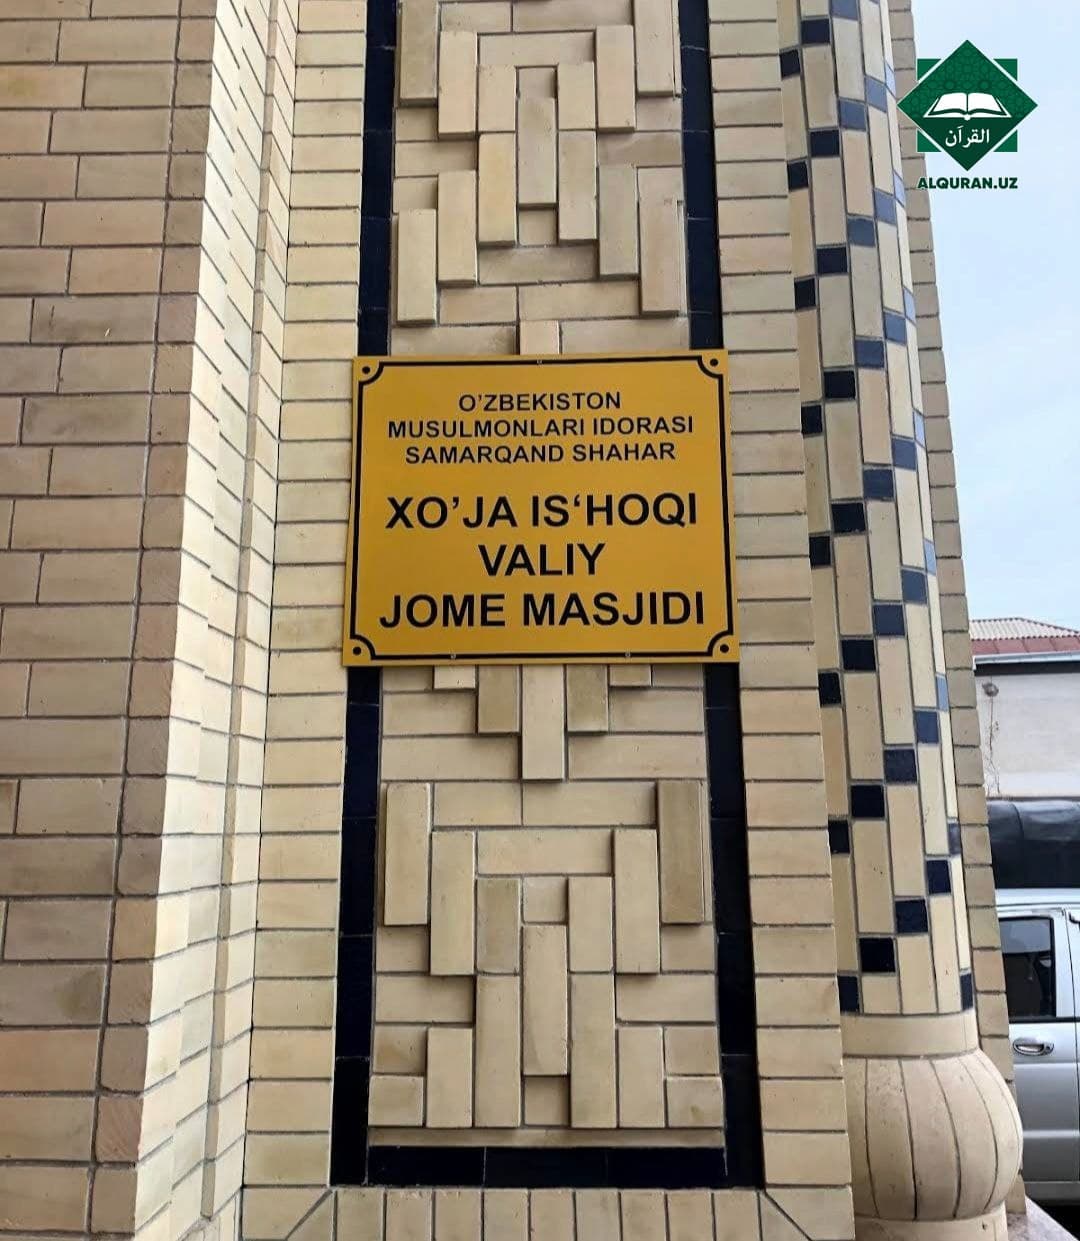 القرآن
ALQURAN.UZ
O’ZBEKISTON
MUSULMONLARI IDORASI
SAMARQAND SHAHAR
XO’JA IS‘HOQI
VALIY
JOME MASJIDI